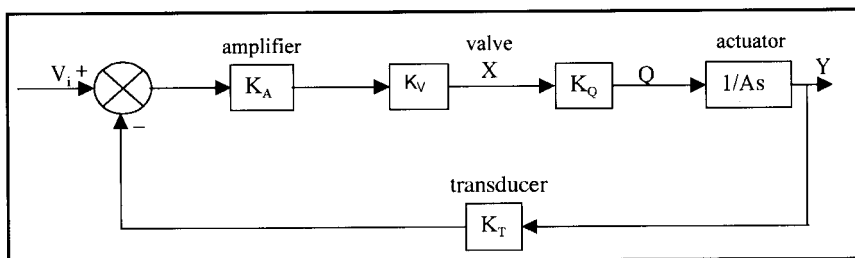 amplifier
valve
actuator
V_i +
X
Q
Y
K_A
K_V
K_Q
1/As
−
transducer
K_T